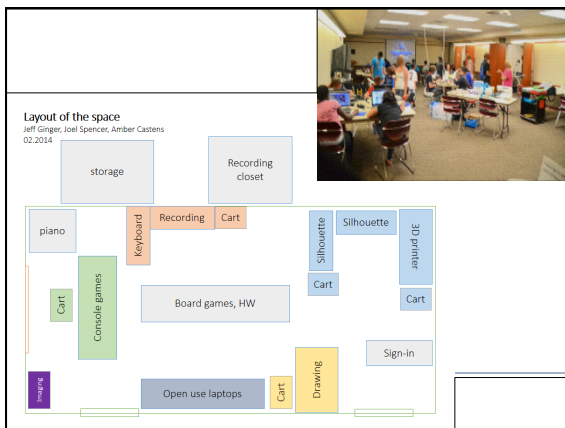 Layout of the space
Jeff Ginger, Joel Spencer, Amber Castens
02.2014
storage
Recording
closet
piano
Keyboard
Recording
Cart
Silhouette
Silhouette
3D printer
Cart
Cart
Console games
Cart
Board games, HW
Sign-in
Imaging
Open use laptops
Cart
Drawing